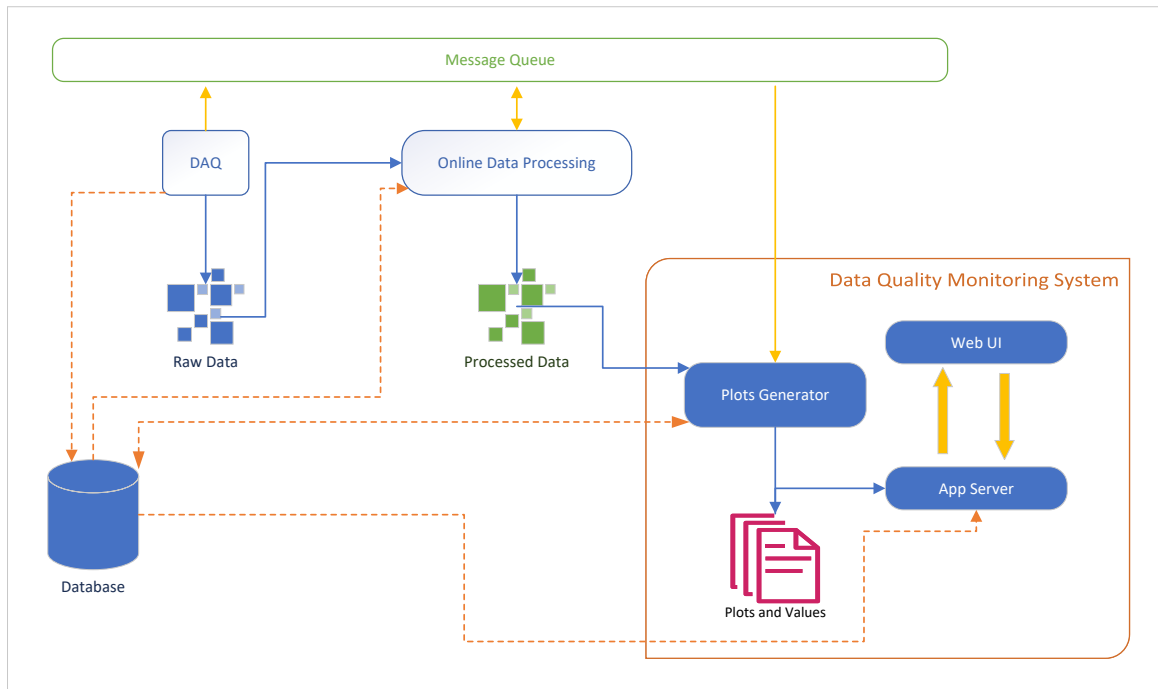 Message Queue
DAQ
Online Data Processing
Data Quality Monitoring System
Raw Data
Processed Data
Web UI
Plots Generator
App Server
Database
Plots and Values